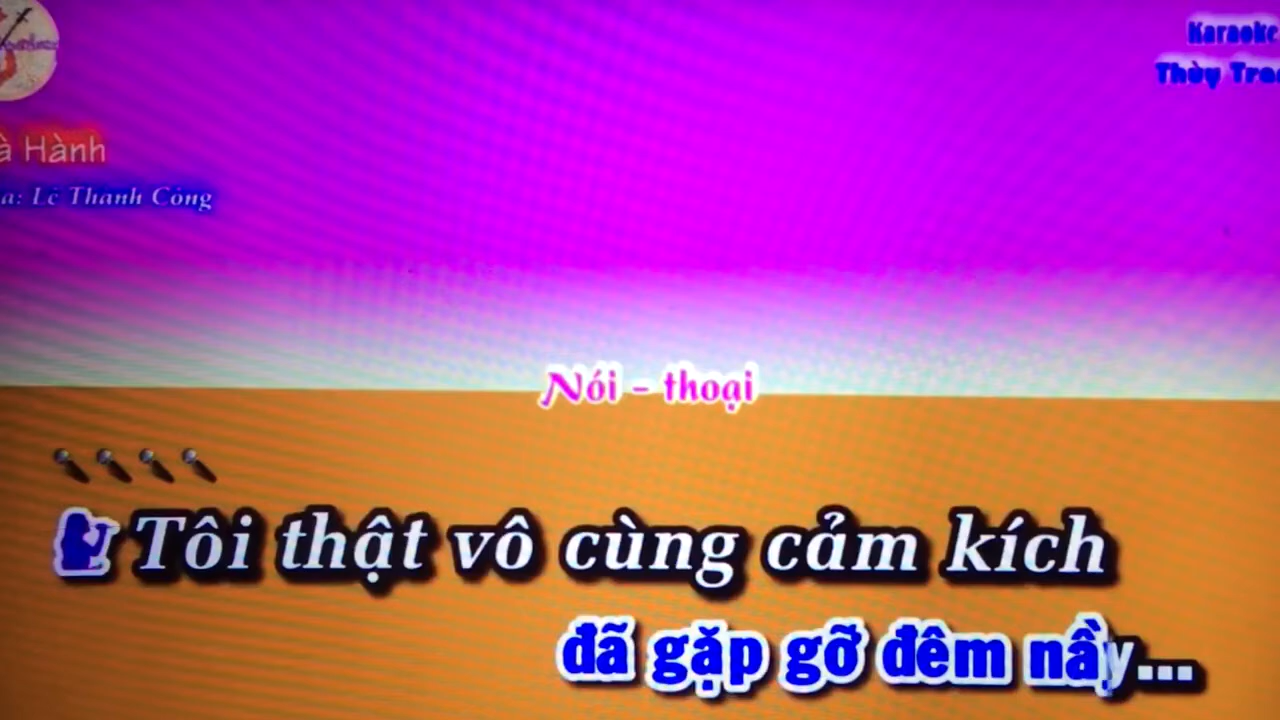 Karaoke
Thùy
à Hành
a: Lê Thanh Công
Nói - thoại
Tôi thật vô cùng cảm kích
đã gặp gỡ đêm nầy...